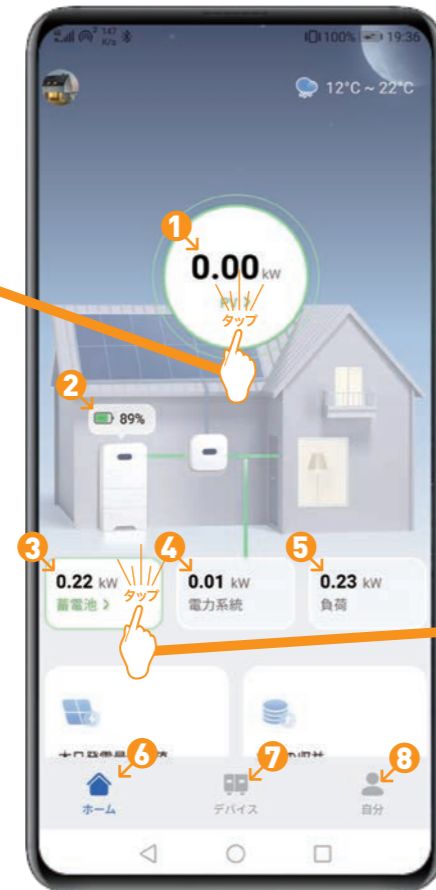 147
K/s
100%
19:36
12°C ~ 22°C
1
0.00 kw
PV >
タップ
2
89%
3
4
5
0.22 kW
蓄電池 >
タップ
0.01 kW
電力系統
0.23 kW
負荷
6
7
8
ホーム
デバイス
自分